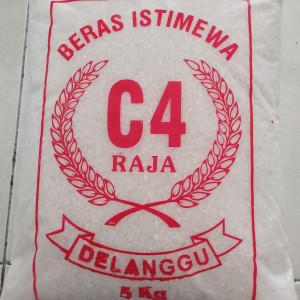 BERAS ISTIMEWA
C4
RAJA
DELANGGU
5 Kg